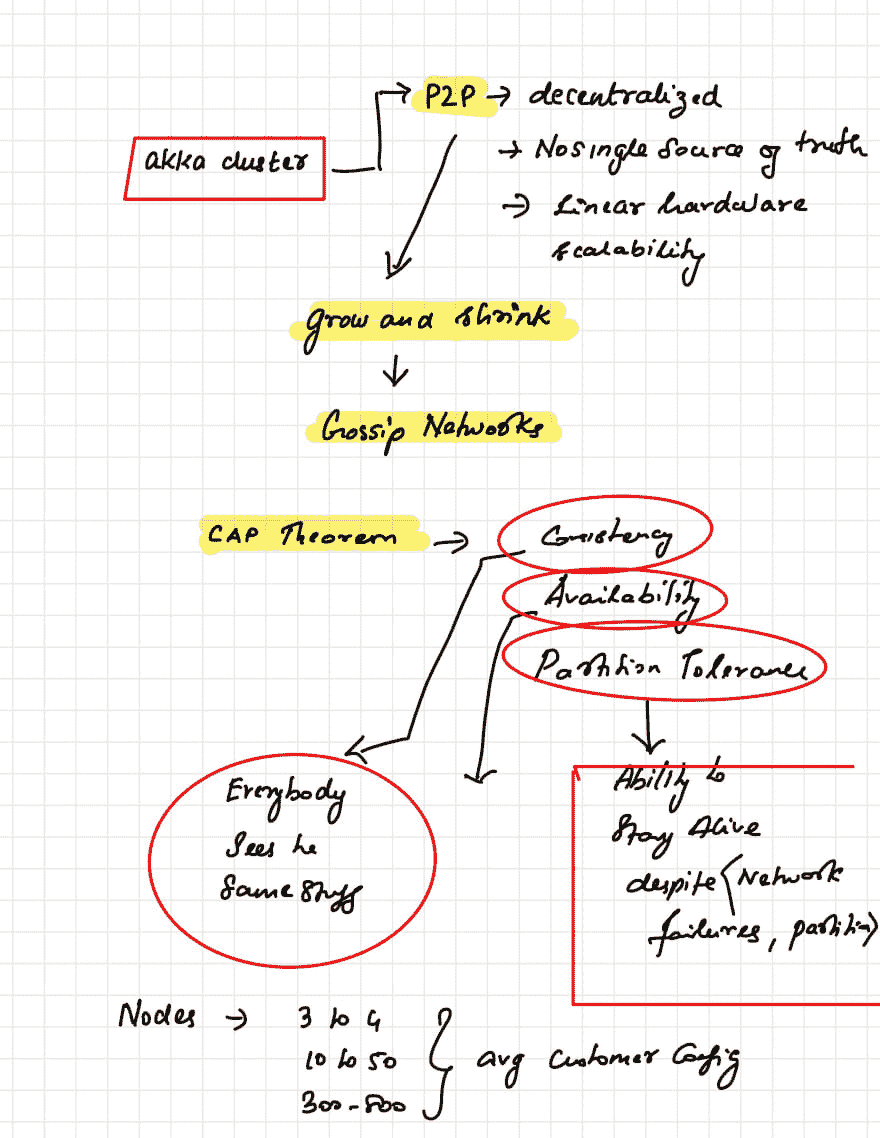 P2P → decentralized
akka cluster
→ No single Source of truth
→ Linear hardware
scalability
Grow and Shrink
Gossip Networks
CAP Theorem → Consistency
Availability
Partition Tolerance
Ability to
Everybody
Stay Alive
Sees he
despite Network
Same Stuff
failures, partition
Nodes → 3 to 4
10 to 50 avg Customer Config
300-800